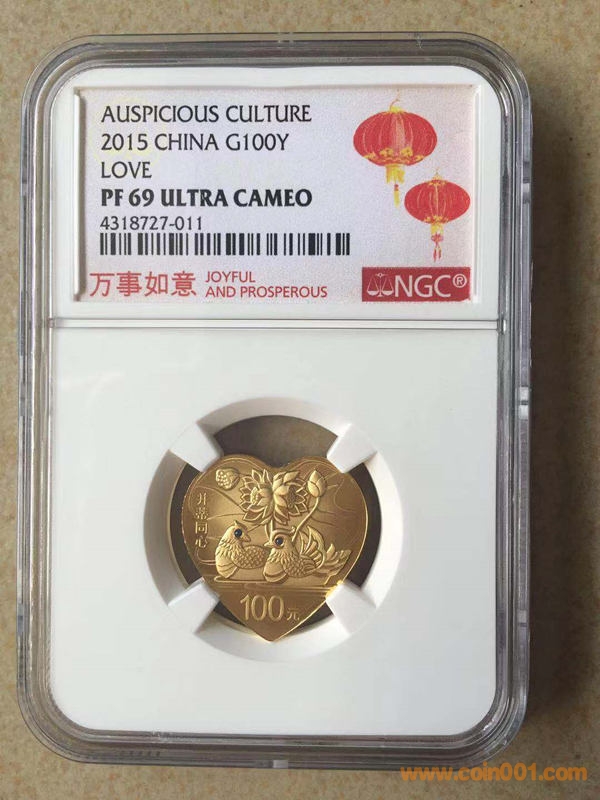 AUSPICIOUS CULTURE
2015 CHINA G100Y
LOVE
PF 69 ULTRA CAMEO
4318727-011
万事如意 JOYFUL
AND PROSPEROUS
NGC®
并蒂同心
100元
www.coin001.com